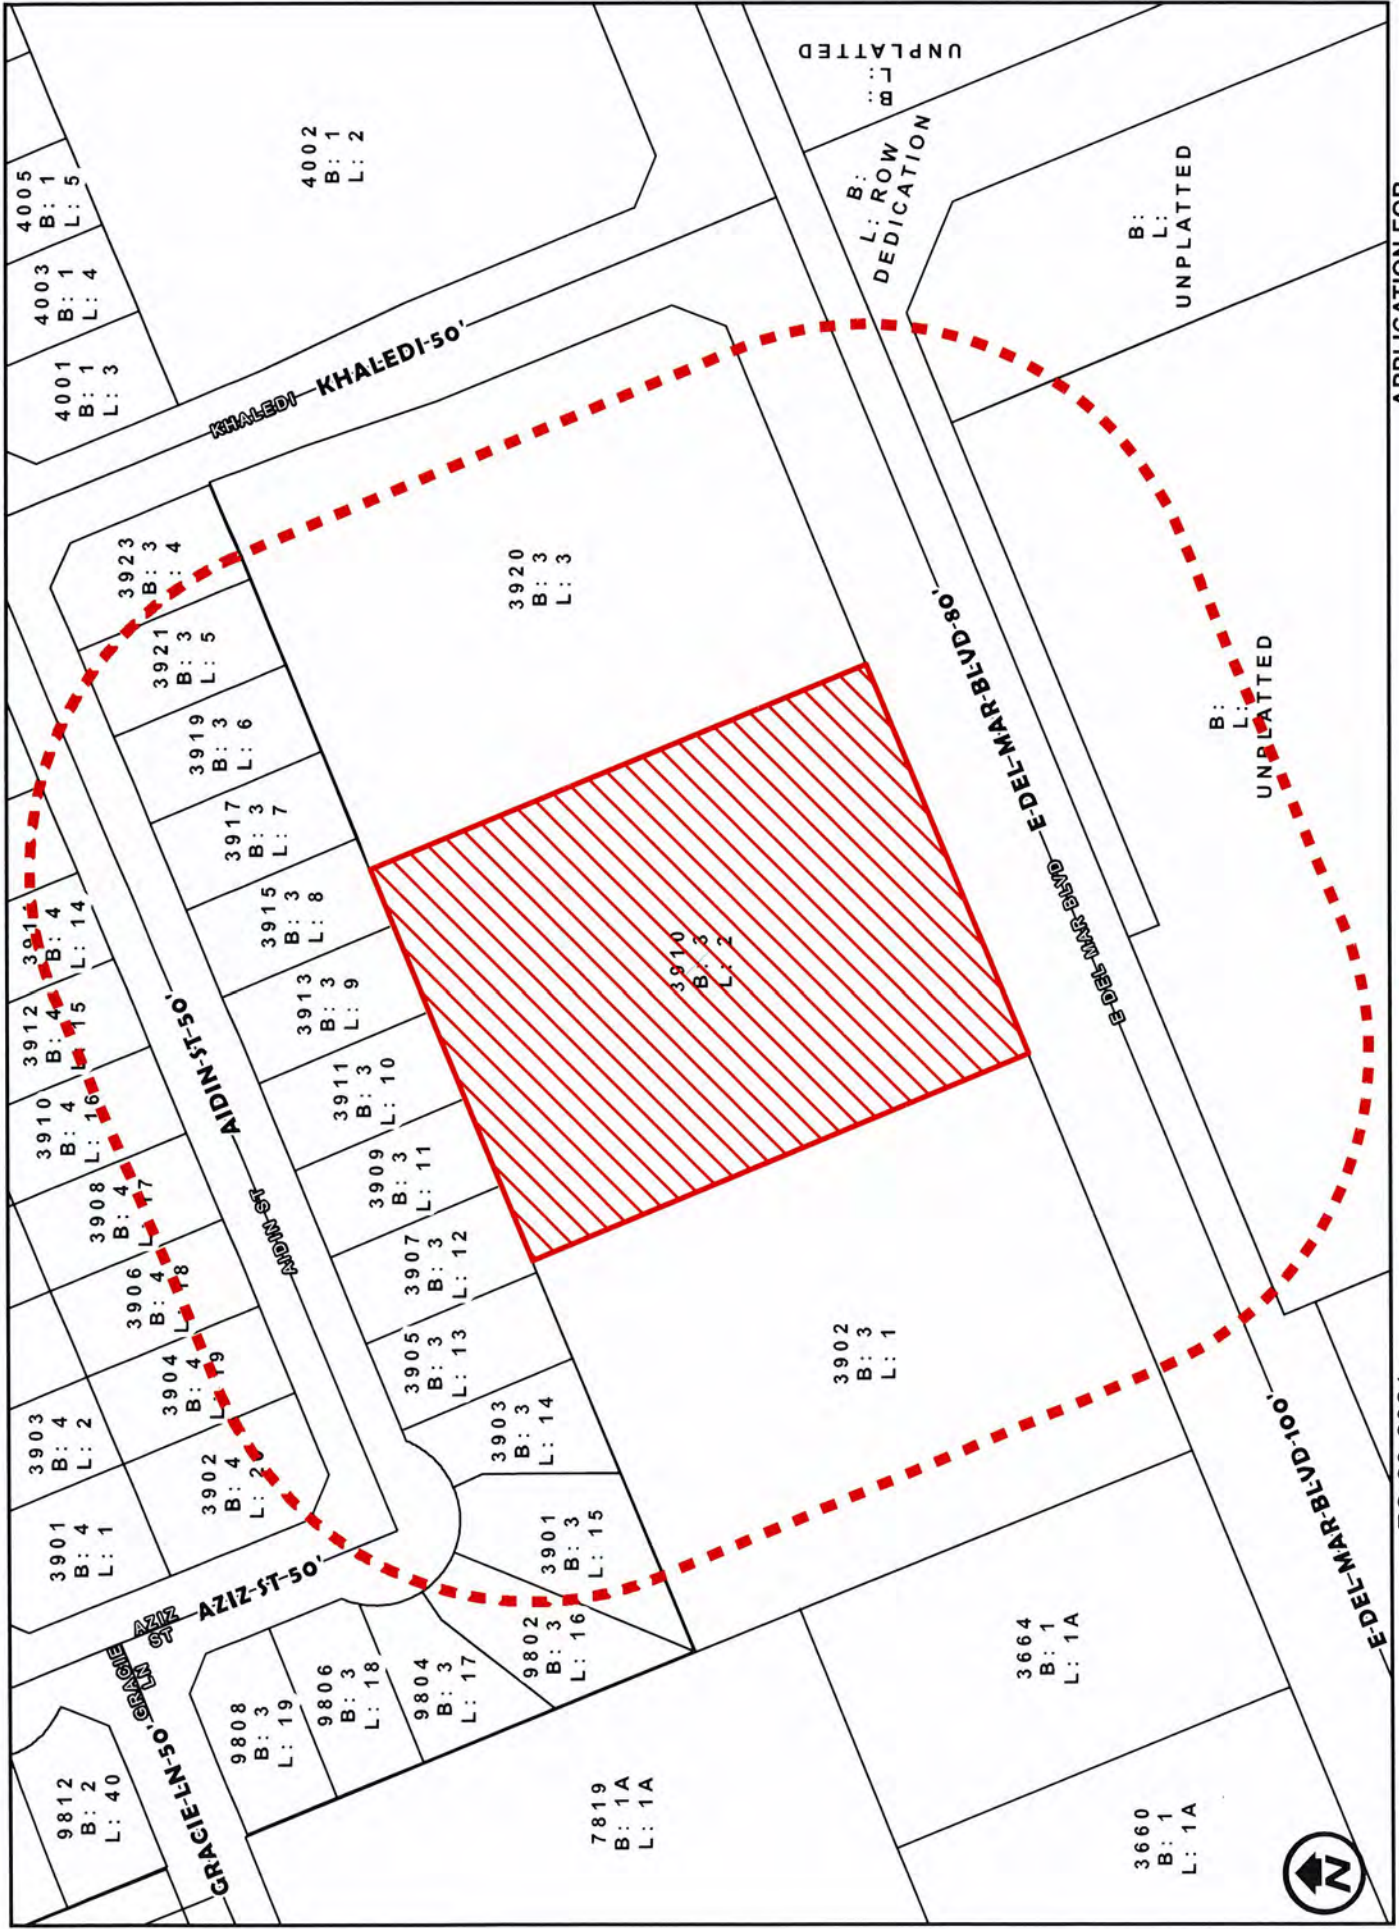 9812
B: 2
L: 40
GRACIE-LN-50'
GRACIE
LN
AZIZ
ST
AZIZ-ST-50'
3901
B: 4
L: 1
3903
B: 4
L: 2
3902
B: 4
3904
B: 4
3906
B: 4
3908
B: 4
3910
B: 4
L: 16
3912
B: 4
B: 4
L: 14
4001
B: 1
L: 3
4003
B: 1
L: 4
4005
B: 1
L: 5
4002
B: 1
L: 2
AIDIN ST
AIDIN-ST-50'
KHALEDI
KHALEDI-50'
9808
B: 3
L: 19
9806
B: 3
L: 18
9804
B: 3
L: 17
9802
B: 3
L: 16
3901
B: 3
L: 15
3903
B: 3
L: 14
3905
B: 3
L: 13
3907
B: 3
L: 12
3909
B: 3
L: 11
3911
B: 3
L: 10
3913
B: 3
L: 9
3915
B: 3
L: 8
3917
B: 3
L: 7
3919
B: 3
L: 6
3921
B: 3
L: 5
3923
B: 3
: 4
7819
B: 1A
L: 1A
3902
B: 3
L: 1
3910
B: 3
L: 2
3920
B: 3
L: 3
3664
B: 1
L: 1A
3660
B: 1
L: 1A
E-DEL-MAR-BLVD-100'
E-DEL MAR-BLVD
E-DEL-MAR-BLVD-80'
B:
L: ROW
DEDICATION
B:
L:
UNPLATTED
B:
L:
UNPLATTED
B:
L:
UNPLATTED
N
APPLICATION FOR